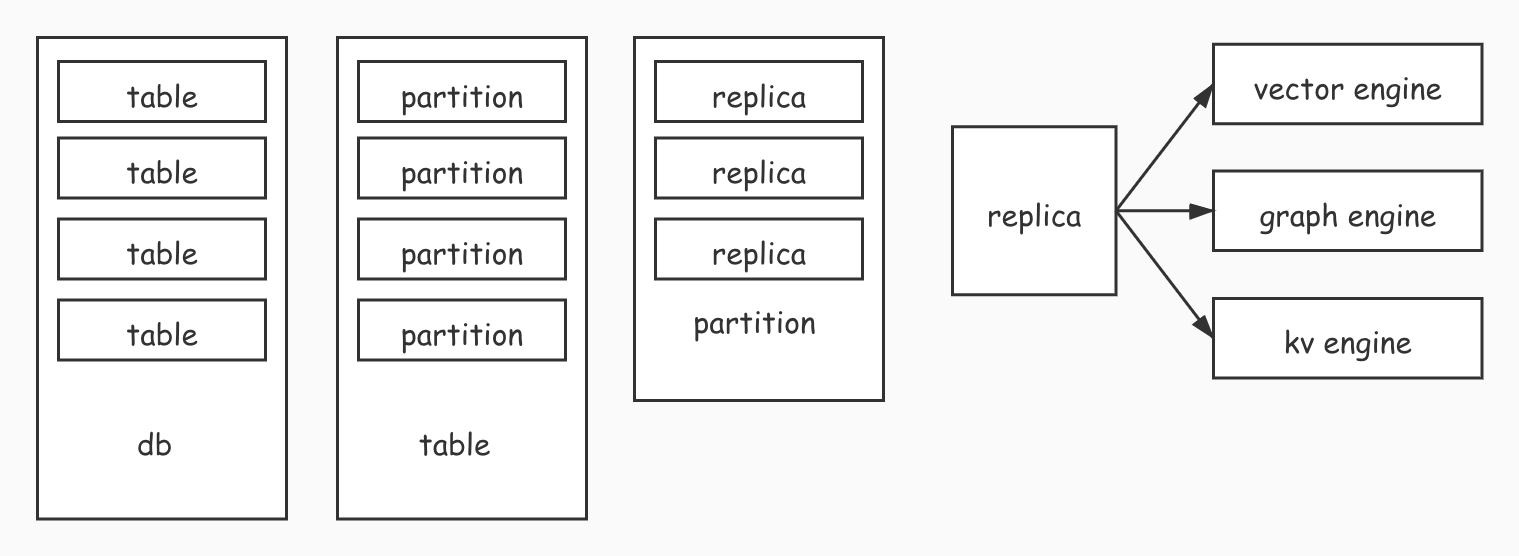 table
table
table
table
db
partition
partition
partition
partition
table
replica
replica
replica
partition
replica
vector engine
graph engine
kv engine